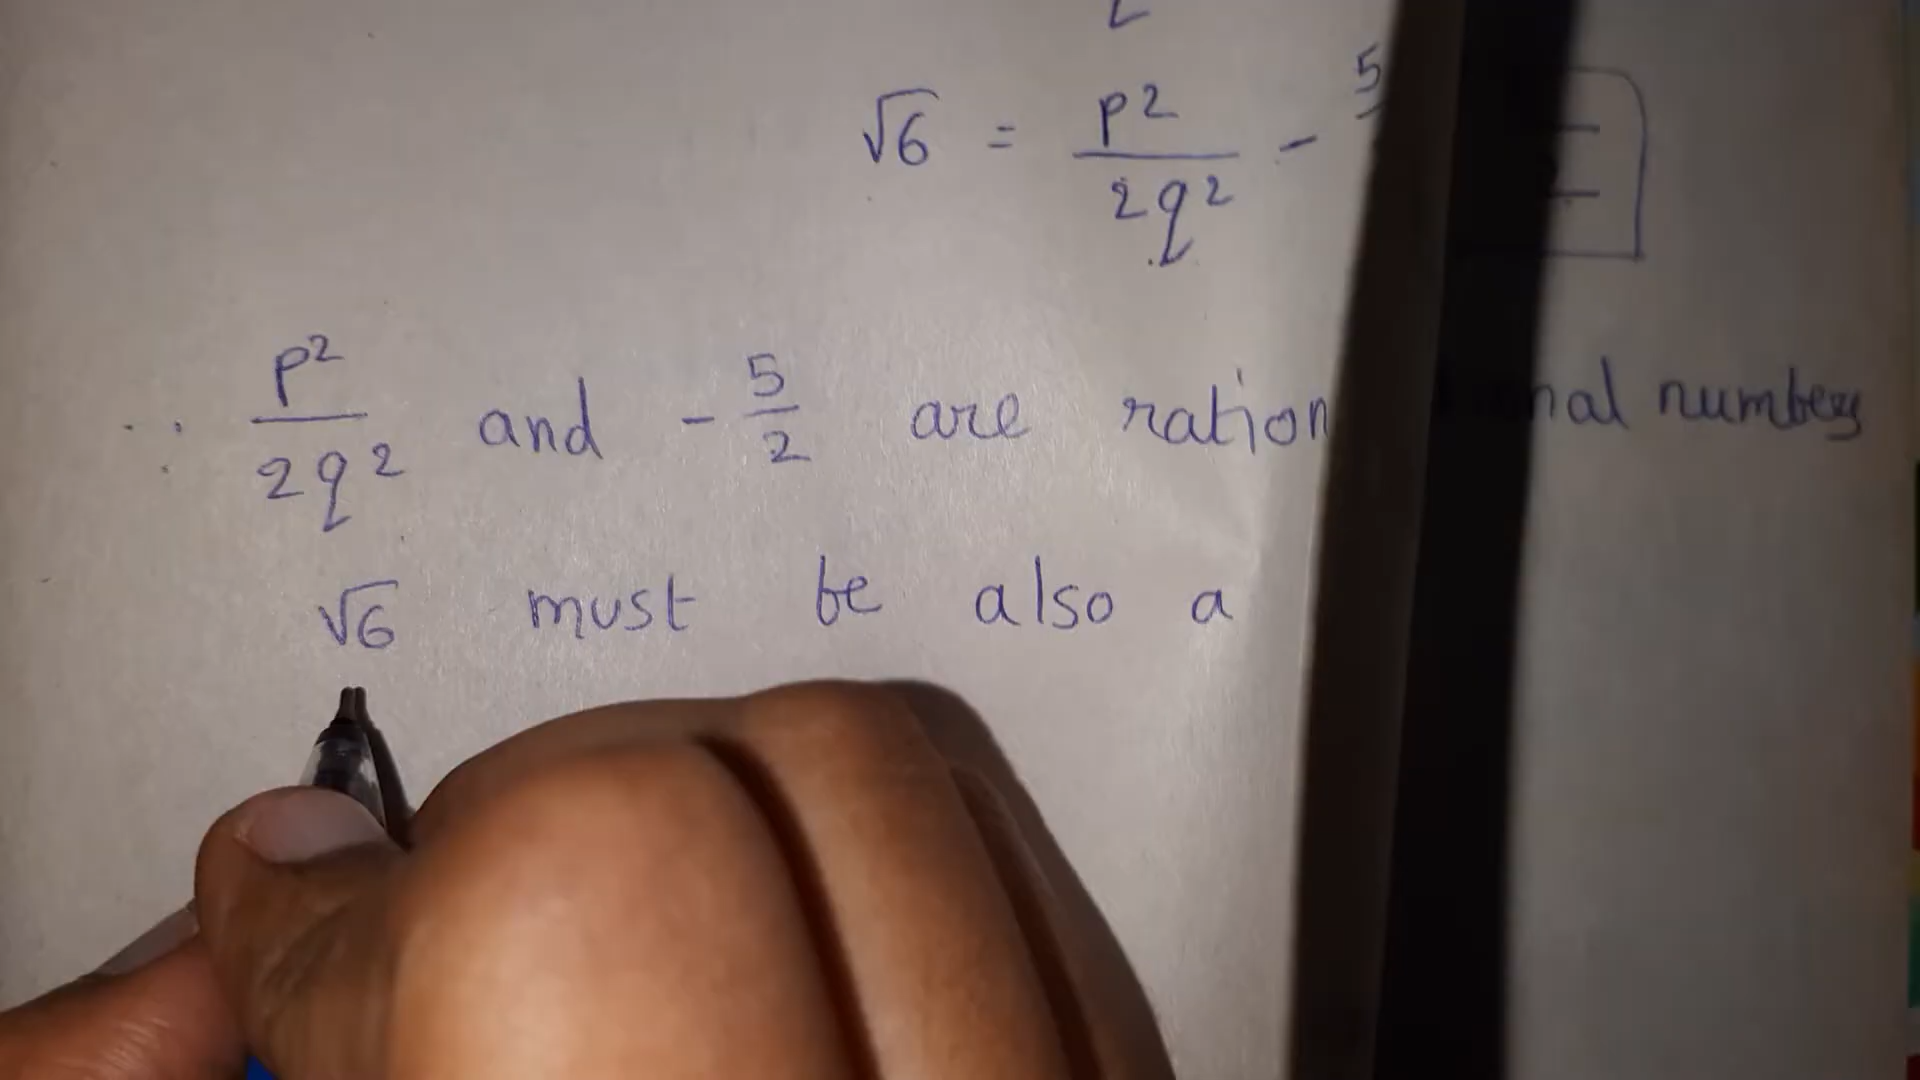 √6 = p²/2q² - 5
∵ p²/2q² and - 5/2 are ration nal numbers
√6 must be also a